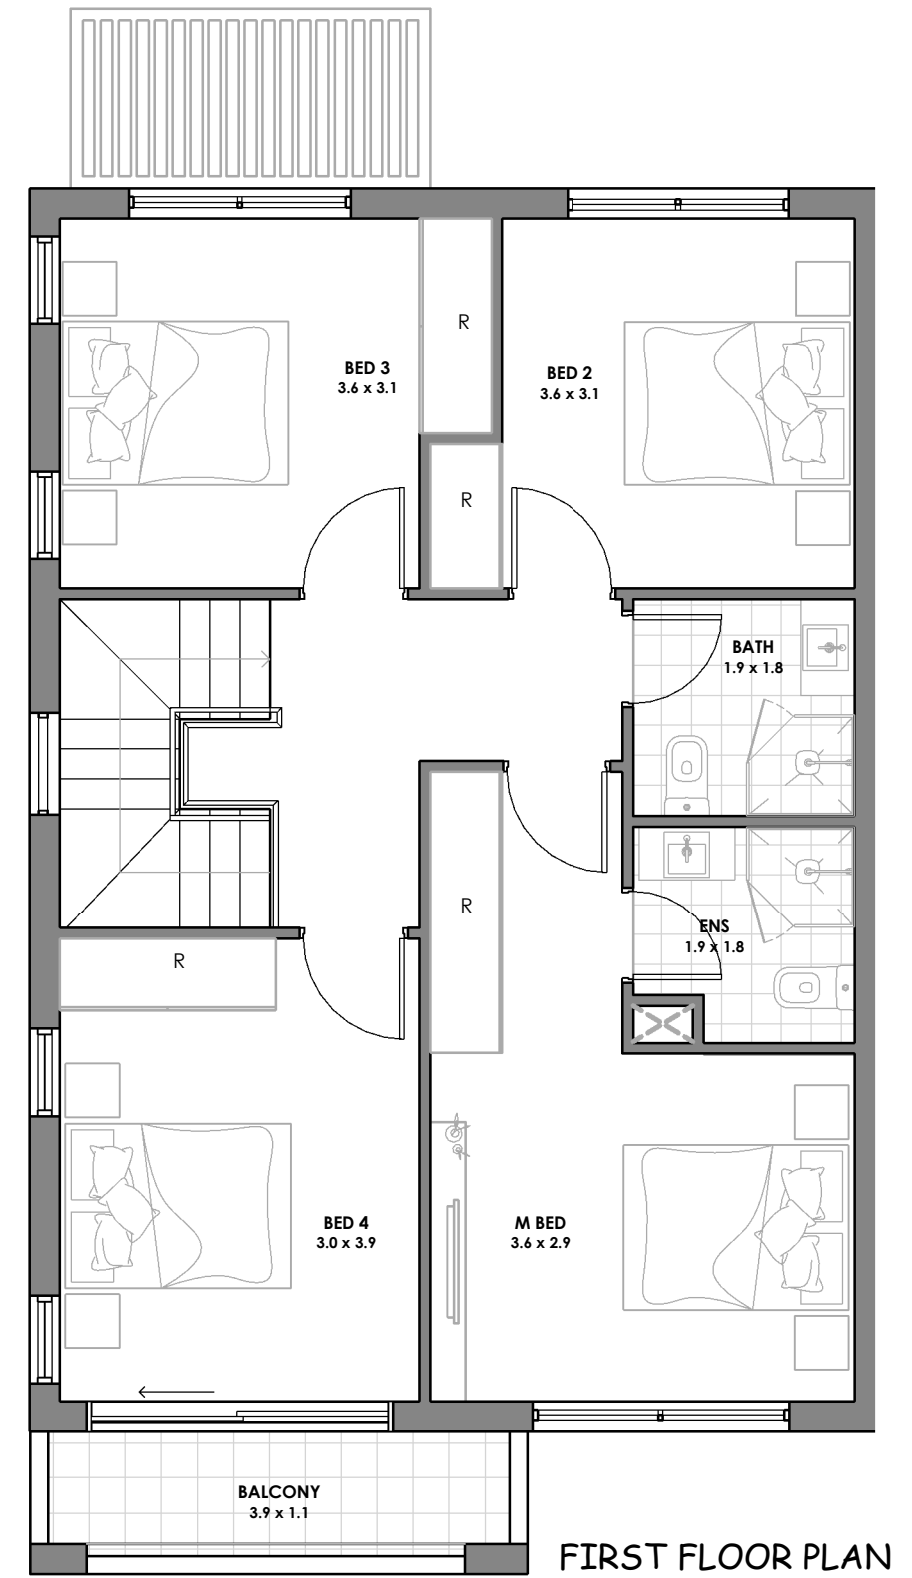 R
BED 3
3.6 x 3.1
BED 2
3.6 x 3.1
R
BATH
1.9 x 1.8
R
ENS
1.9 x 1.8
R
BED 4
3.0 x 3.9
M BED
3.6 x 2.9
BALCONY
3.9 x 1.1
FIRST FLOOR PLAN